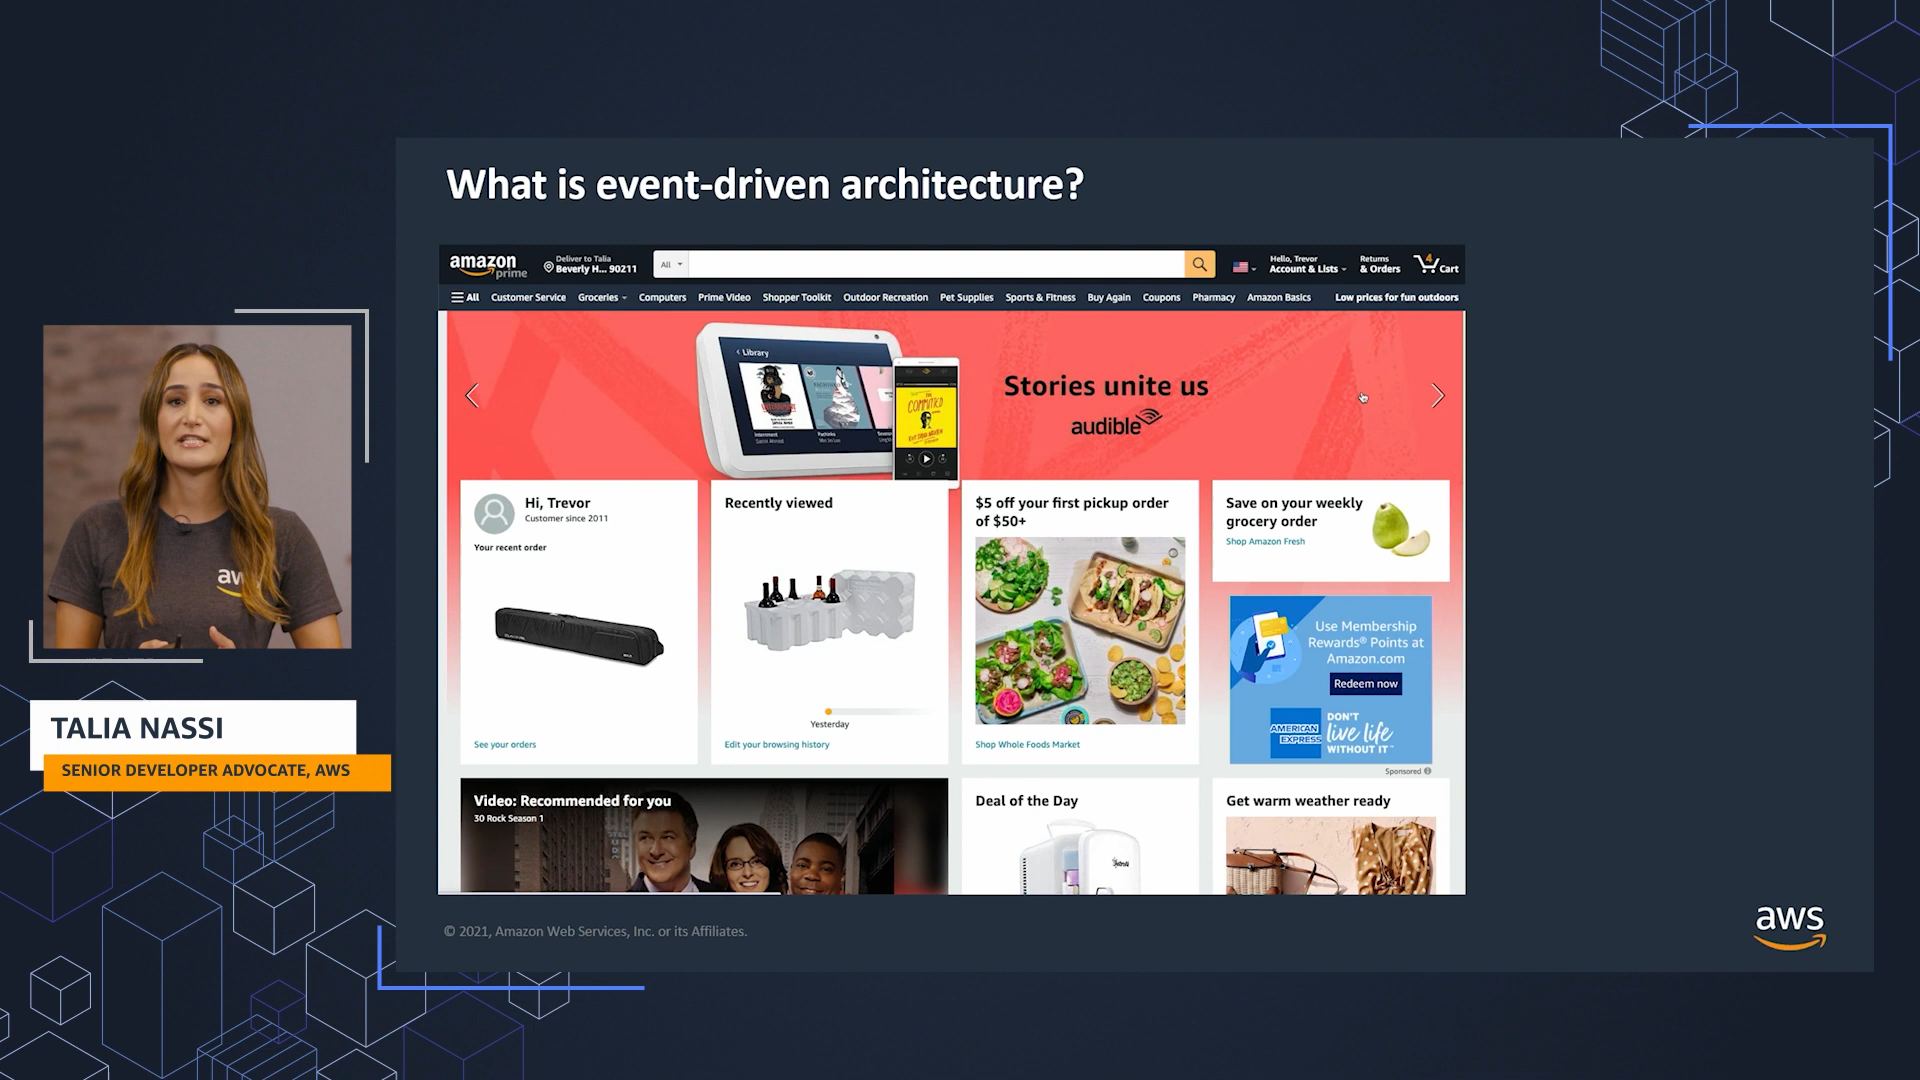 What is event-driven architecture?
amazon prime
Deliver to Talia
Beverly H... 90211
All
Hello, Trevor
Account & Lists
Returns
& Orders
4
Cart
All Customer Service Groceries Computers Prime Video Shopper Toolkit Outdoor Recreation Pet Supplies Sports & Fitness Buy Again Coupons Pharmacy Amazon Basics Low prices for fun outdoors
Library
THE COMMITTED
Stories unite us
audible
Hi, Trevor
Customer since 2011
Your recent order
See your orders
Recently viewed
Yesterday
Edit your browsing history
$5 off your first pickup order
of $50+
Shop Whole Foods Market
Save on your weekly
grocery order
Shop Amazon Fresh
Use Membership
Rewards® Points at
Amazon.com
Redeem now
AMERICAN
EXPRESS
DON'T
live life
WITHOUT IT™
Sponsored
Video: Recommended for you
30 Rock Season 1
Deal of the Day
Get warm weather ready
aws
TALIA NASSI
SENIOR DEVELOPER ADVOCATE, AWS
© 2021, Amazon Web Services, Inc. or its Affiliates.
aws